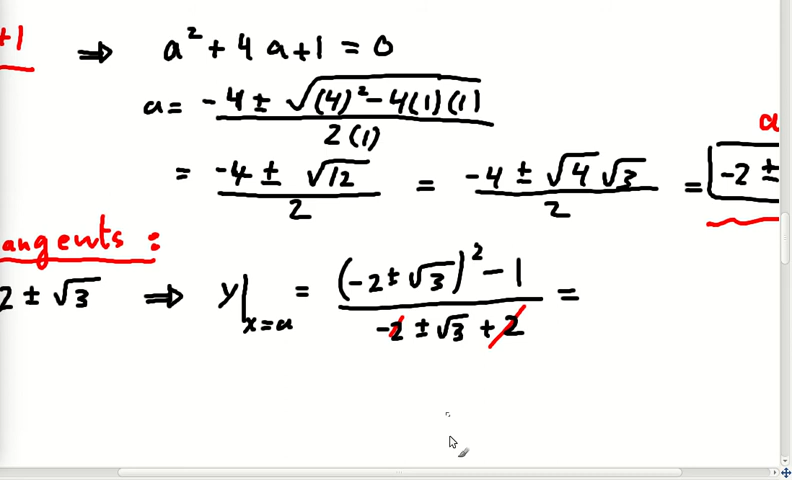 +1 ⇒ a² + 4a + 1 = 0
a = (-4 ± √((4)² - 4(1)(1))) / 2(1)
= (-4 ± √12) / 2 = (-4 ± √4 √3) / 2 = -2 ±
a
angents :
2 ± √3 ⇒ y|x=a = ((-2 ± √3)² - 1) / (-2 ± √3 + 2) =